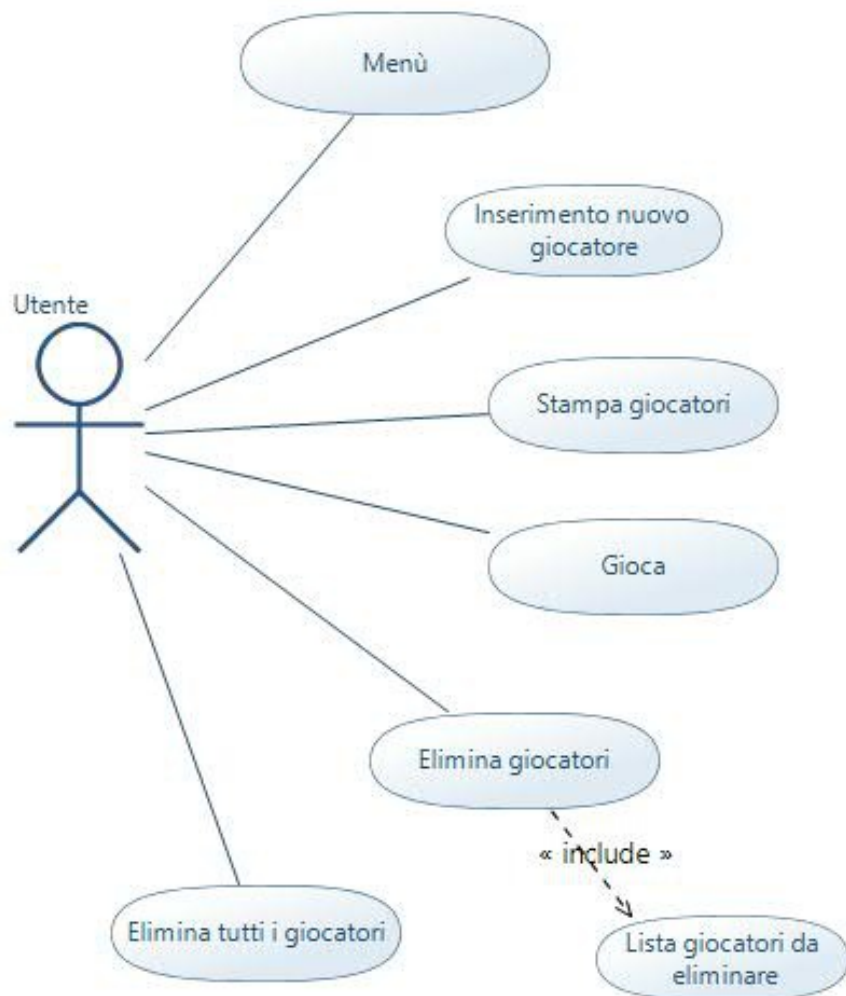 Menù
Inserimento nuovo
giocatore
Utente
Stampa giocatori
Gioca
Elimina giocatori
« include »
Elimina tutti i giocatori
Lista giocatori da
eliminare